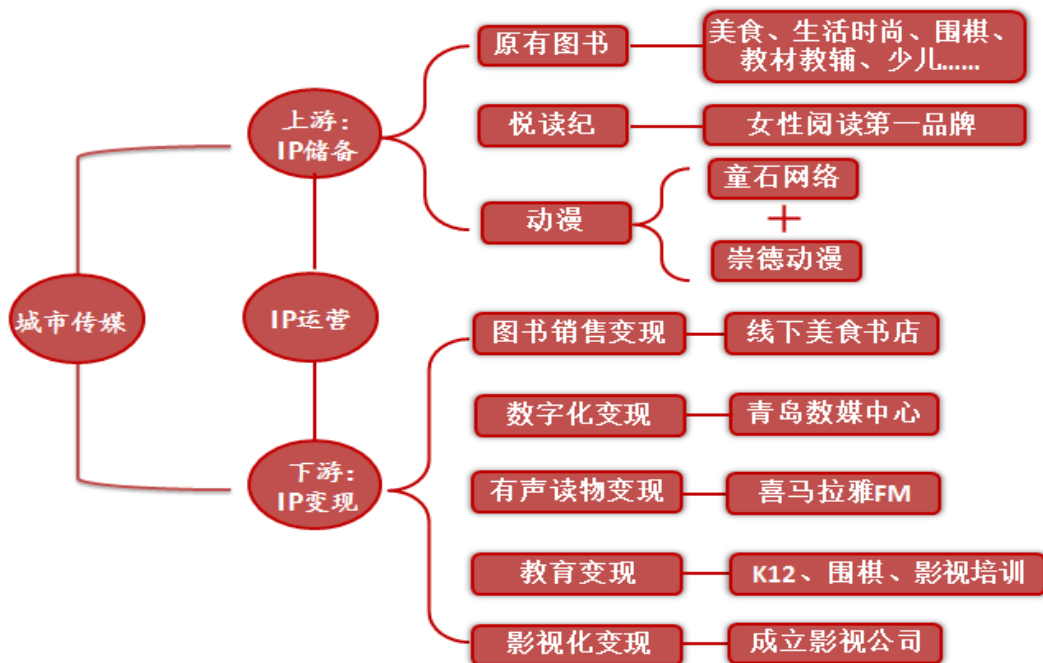 城市传媒
上游：
IP储备
IP运营
下游：
IP变现
原有图书
美食、生活时尚、围棋、
教材教辅、少儿......
悦读纪
女性阅读第一品牌
动漫
童石网络
＋
崇德动漫
图书销售变现
线下美食书店
数字化变现
青岛数媒中心
有声读物变现
喜马拉雅FM
教育变现
K12、围棋、影视培训
影视化变现
成立影视公司